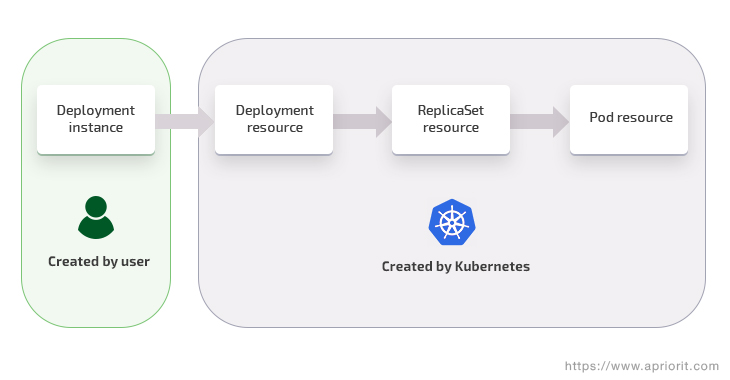 Deployment
instance
Deployment
resource
ReplicaSet
resource
Pod resource
Created by user
Created by Kubernetes
https://www.apriorit.com